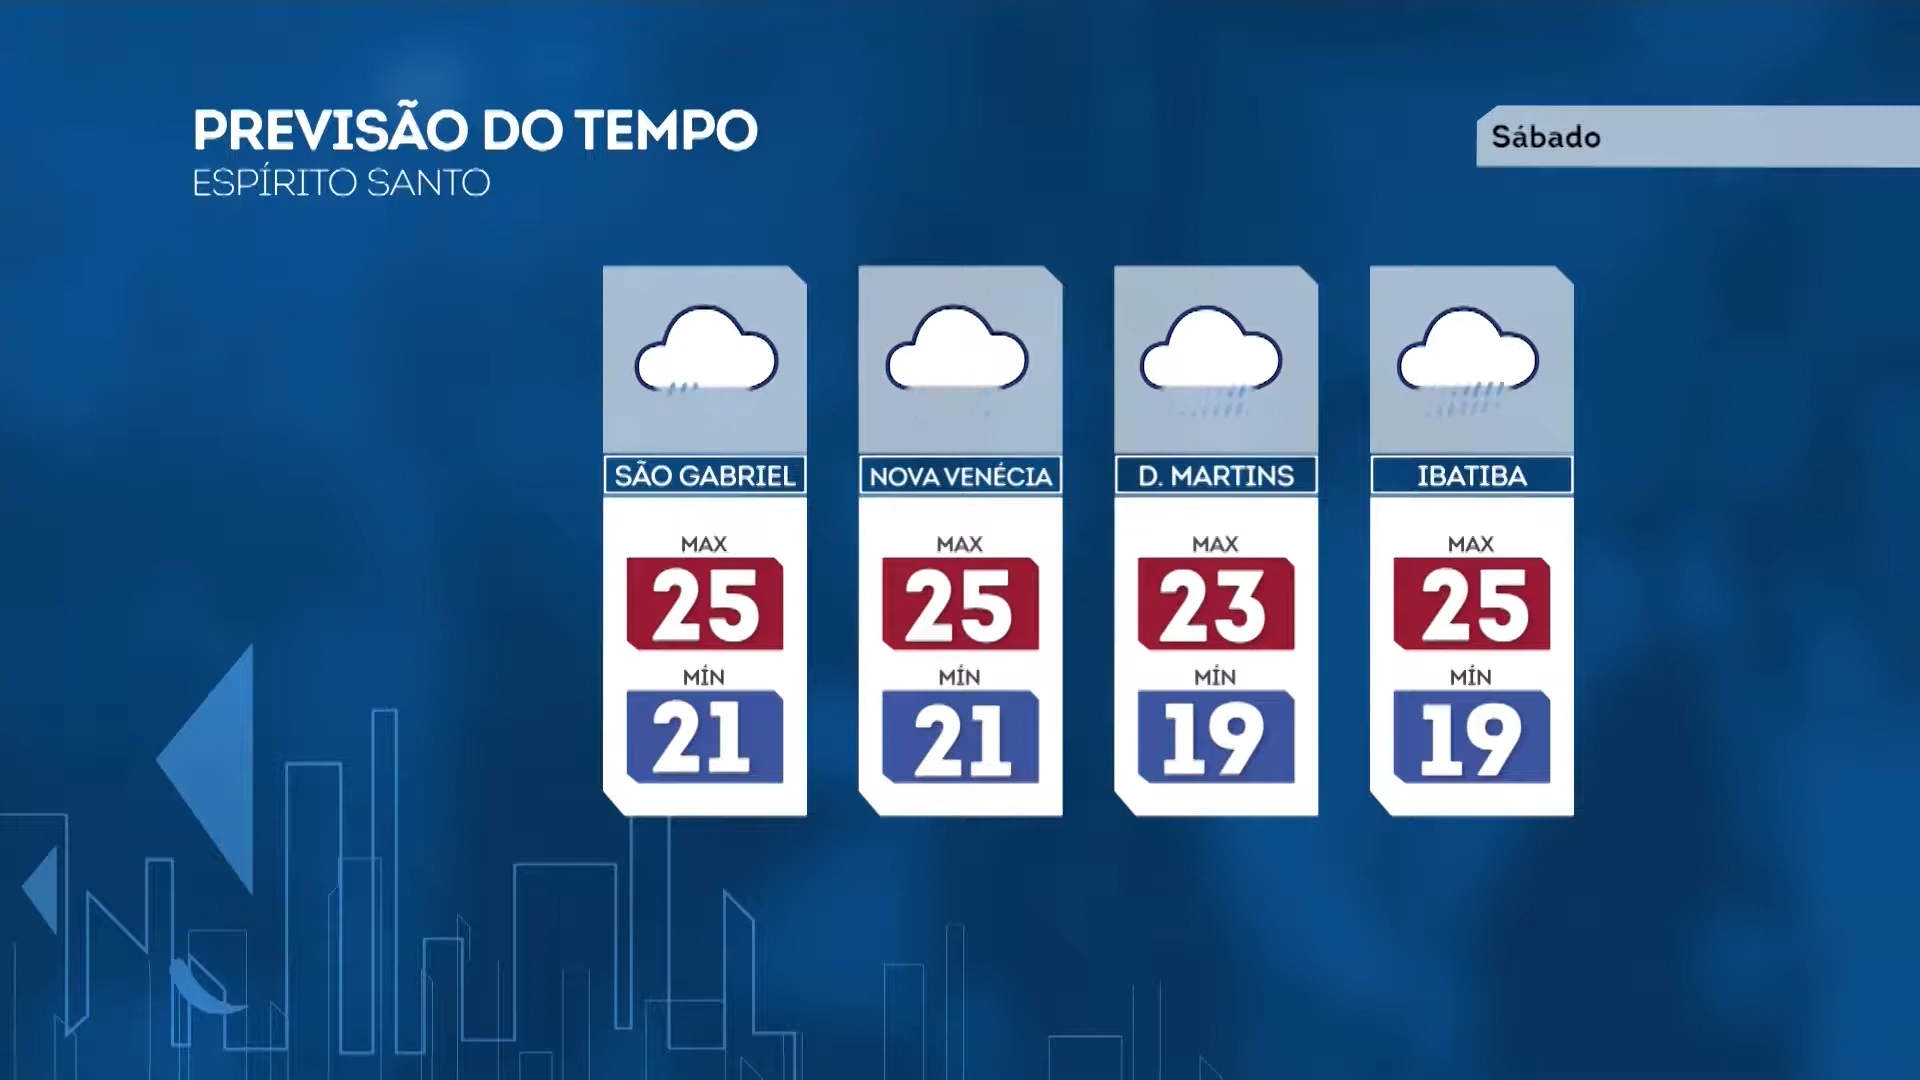 PREVISÃO DO TEMPO
ESPÍRITO SANTO
Sábado
SÃO GABRIEL
MAX
25
MÍN
21
NOVA VENÉCIA
MAX
25
MÍN
21
D. MARTINS
MAX
23
MÍN
19
IBATIBA
MAX
25
MÍN
19